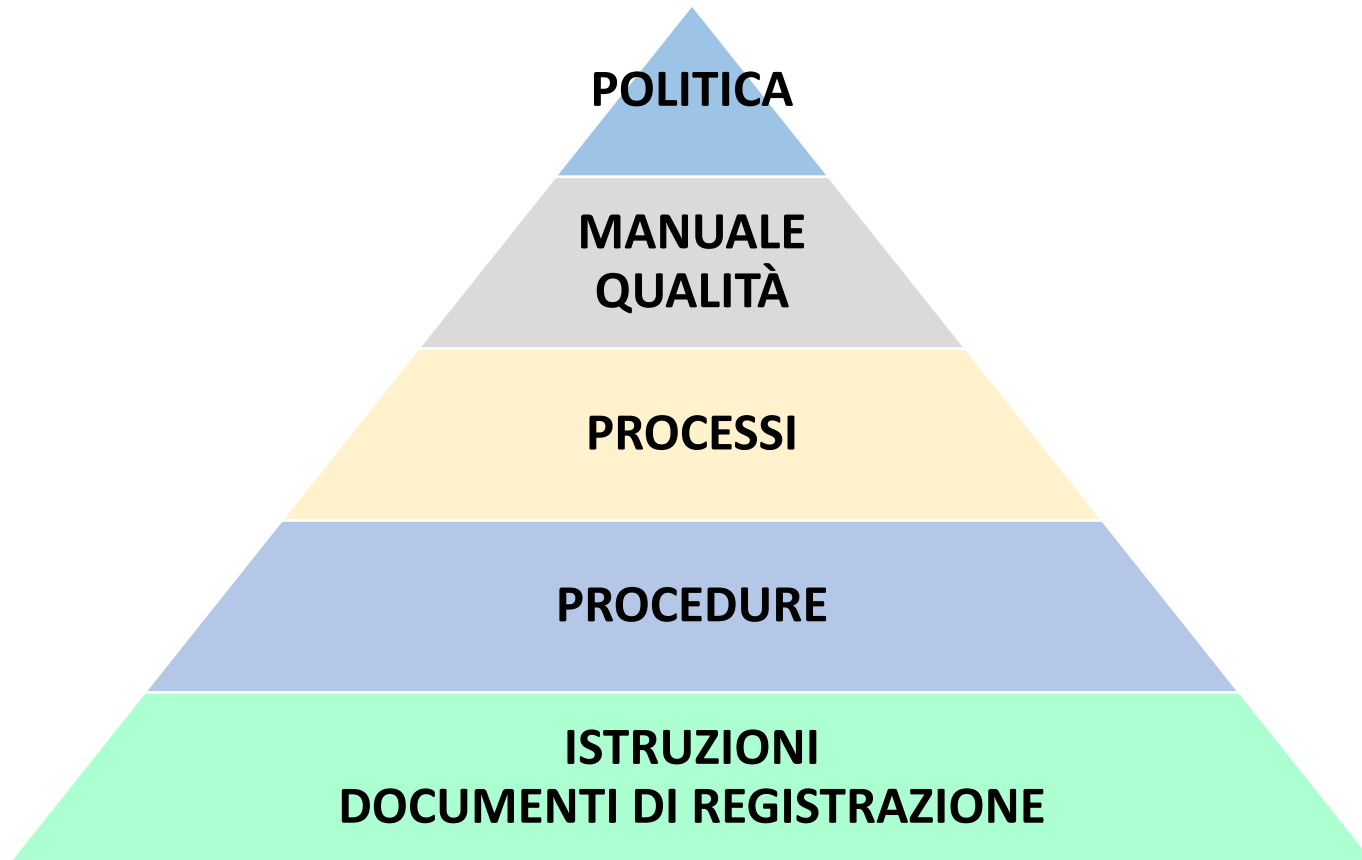 POLITICA
MANUALE
QUALITÀ
PROCESSI
PROCEDURE
ISTRUZIONI
DOCUMENTI DI REGISTRAZIONE